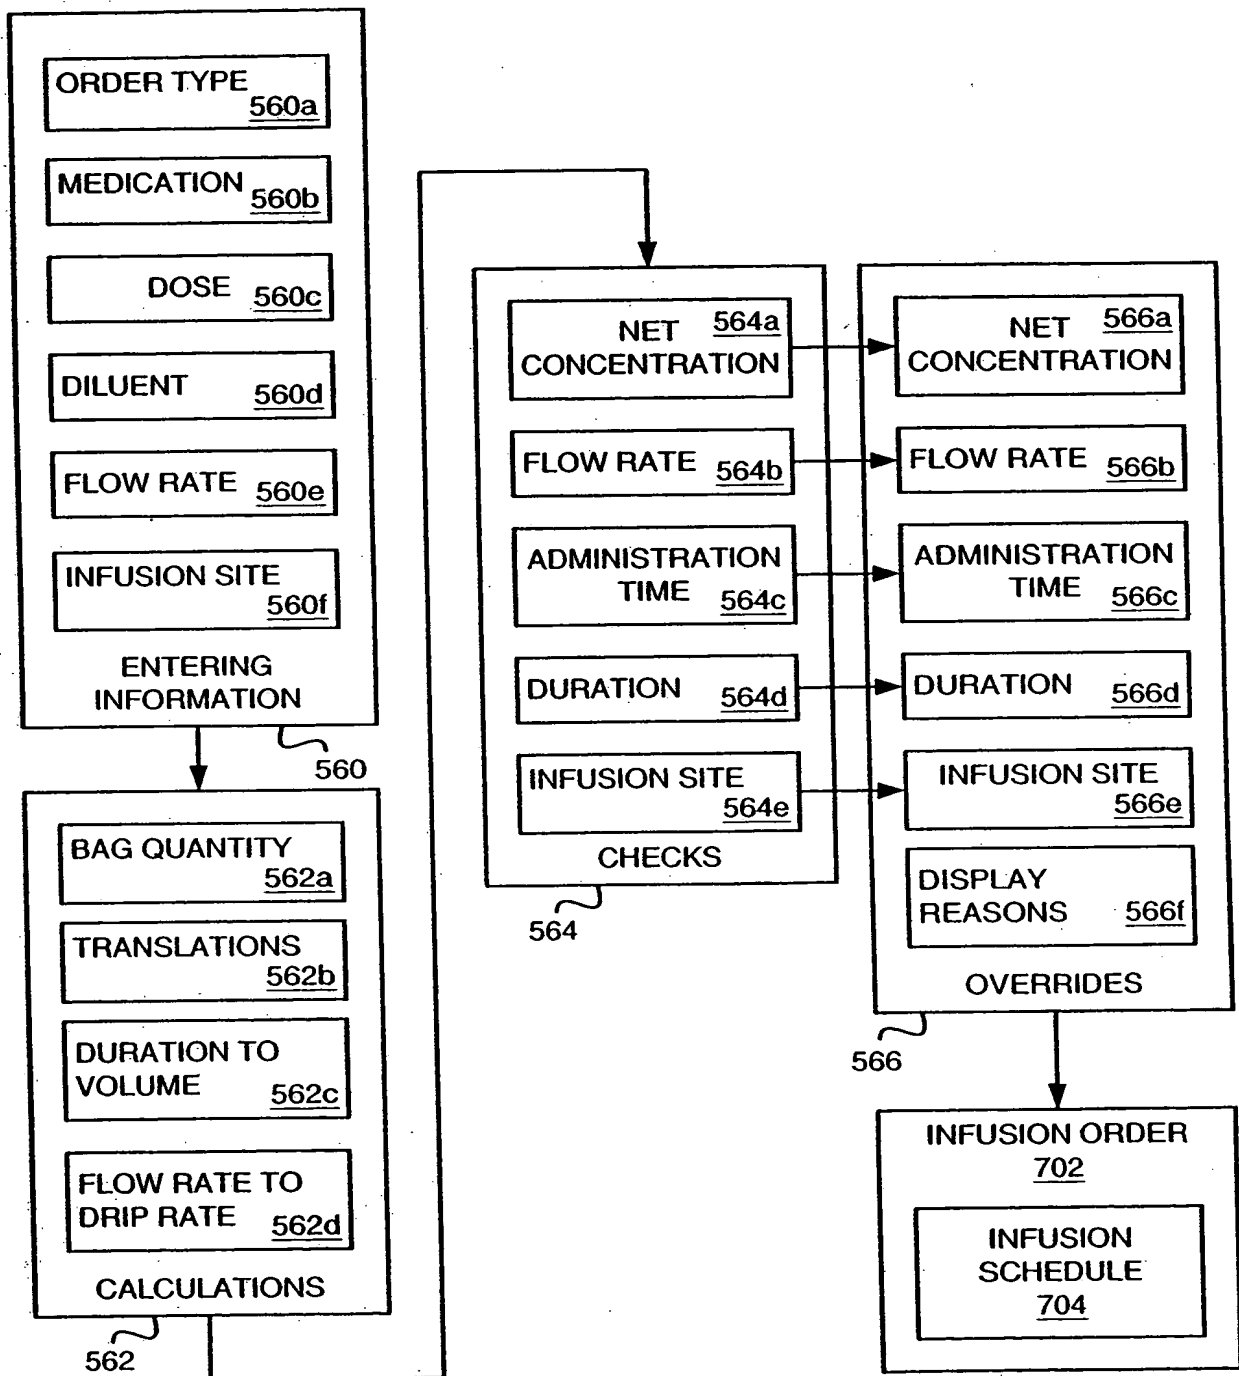 ORDER TYPE
560a
MEDICATION
560b
DOSE 560c
DILUENT 560d
FLOW RATE 560e
INFUSION SITE
560f
ENTERING
INFORMATION
560
BAG QUANTITY
562a
TRANSLATIONS
562b
DURATION TO
VOLUME 562c
FLOW RATE TO
DRIP RATE 562d
CALCULATIONS
562
NET 564a
CONCENTRATION
FLOW RATE 564b
ADMINISTRATION
TIME 564c
DURATION 564d
INFUSION SITE
564e
CHECKS
564
NET 566a
CONCENTRATION
FLOW RATE 566b
ADMINISTRATION
TIME 566c
DURATION 566d
INFUSION SITE
566e
DISPLAY
REASONS 566f
OVERRIDES
566
INFUSION ORDER
702
INFUSION
SCHEDULE
704